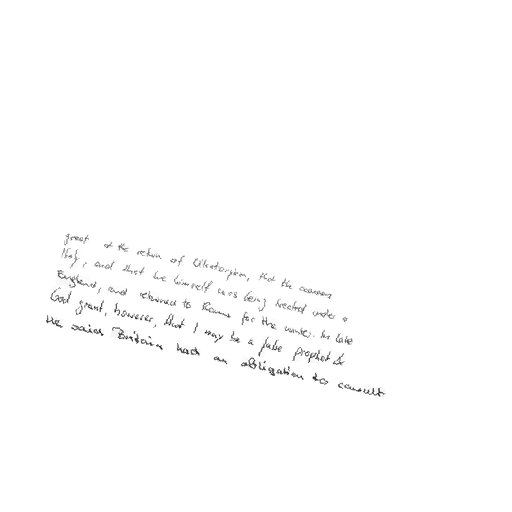 great at the return of Viketorpten, that the common
Italy, and that he himself was being treated under a
England, and returned to Rome for the winter. In late
God grant, however, that I may be a false prophet &
He said Britain had an obligation to consult